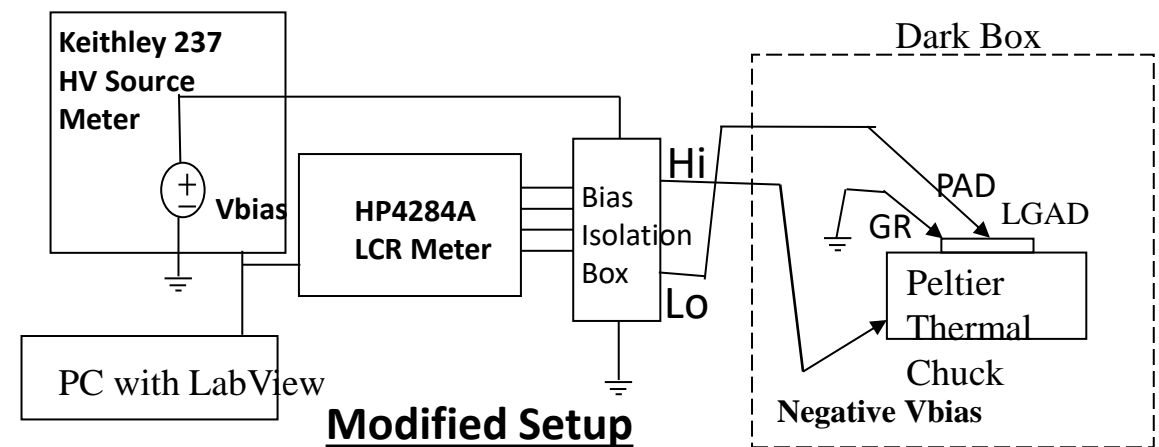 Keithley 237
HV Source
Meter
+
−
Vbias
HP4284A
LCR Meter
PC with LabView
Bias
Isolation
Box
Hi
Lo
Dark Box
PAD
LGAD
GR
Peltier
Thermal
Chuck
Negative Vbias
Modified Setup